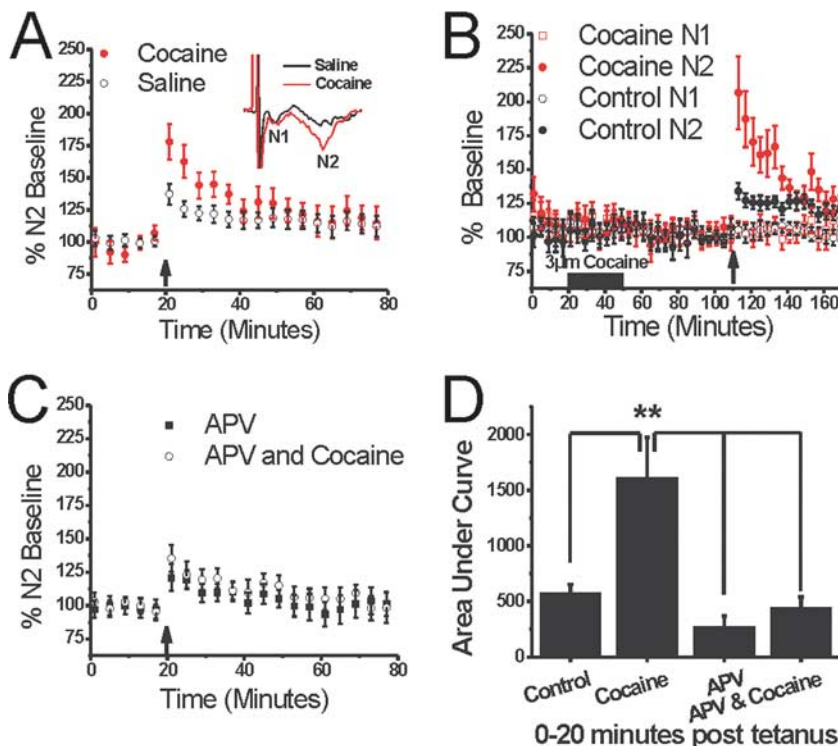 A
% N2 Baseline
250
225
200
175
150
125
100
75
Cocaine
Saline
Saline
Cocaine
N1
N2
0
20
40
60
80
Time (Minutes)
B
% Baseline
250
225
200
175
150
125
100
75
Cocaine N1
Cocaine N2
Control N1
Control N2
3µm Cocaine
0
20
40
60
80
100
120
140
160
Time (Minutes)
C
% N2 Baseline
250
225
200
175
150
125
100
75
APV
APV and Cocaine
0
20
40
60
80
Time (Minutes)
D
Area Under Curve
2000
1500
1000
500
0
**
Control
Cocaine
APV
APV & Cocaine
0-20 minutes post tetanus